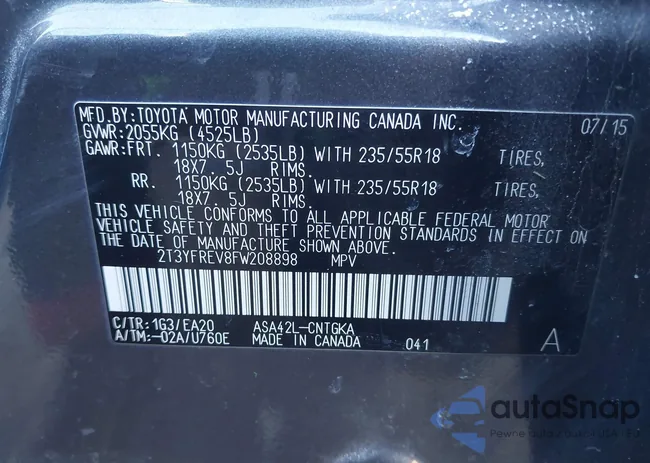 MFD.BY:TOYOTA MOTOR MANUFACTURING CANADA INC. 07/15
GVWR:2055KG (4525LB)
GAWR:FRT. 1150KG (2535LB) WITH 235/55R18 TIRES,
18X7. 5J RIMS.
RR. 1150KG (2535LB) WITH 235/55R18 TIRES,
18X7. 5J RIMS.
THIS VEHICLE CONFORMS TO ALL APPLICABLE FEDERAL MOTOR
VEHICLE SAFETY AND THEFT PREVENTION STANDARDS IN EFFECT ON
THE DATE OF MANUFACTURE SHOWN ABOVE.
2T3YFREV8FW208898 MPV
C/TR:1G3/EA20 ASA42L-CNTGKA
A/TM:-02A/U760E MADE IN CANADA 041 A
autaSnap
Pewne auta z